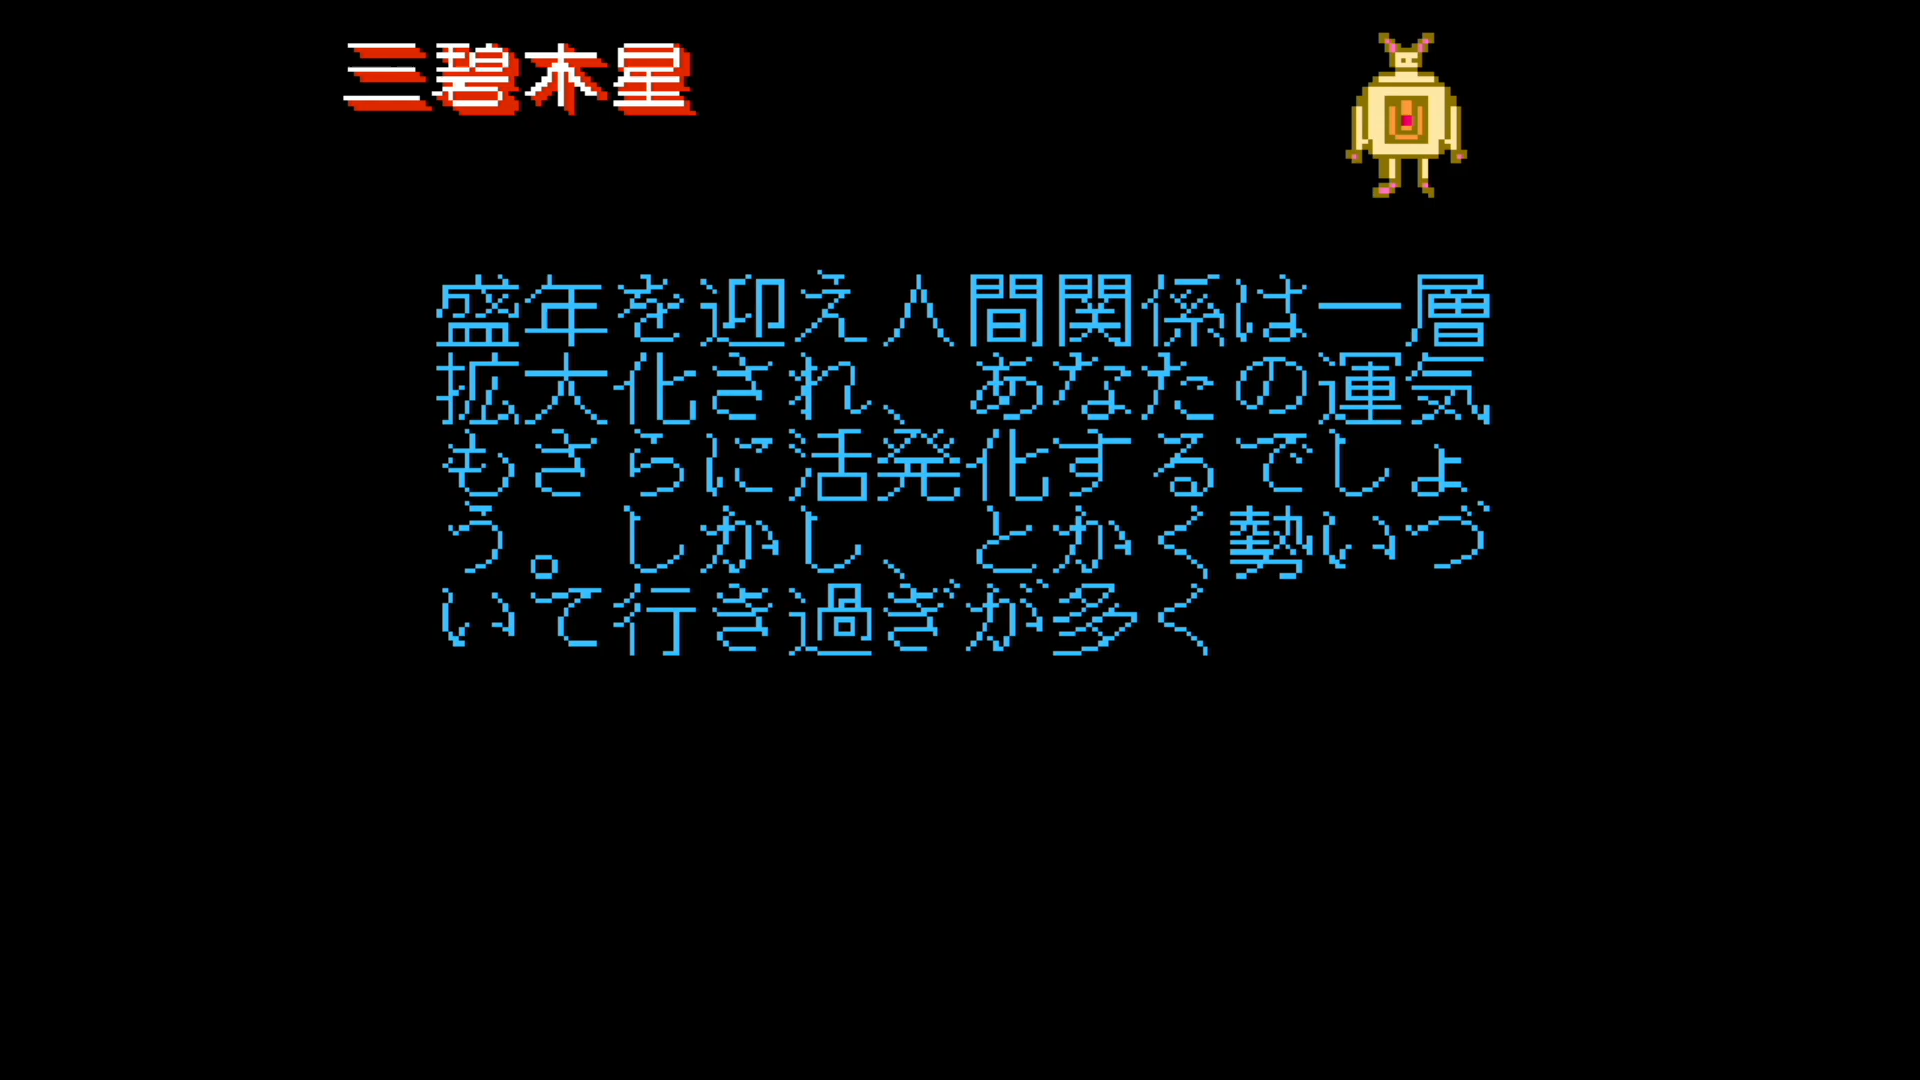 三碧木星
盛年を迎え人間関係は一層
拡大化され、あなたの運気
もさらに活発化するでしょ
う。しかし、とかく勢いづ
いて行き過ぎが多く